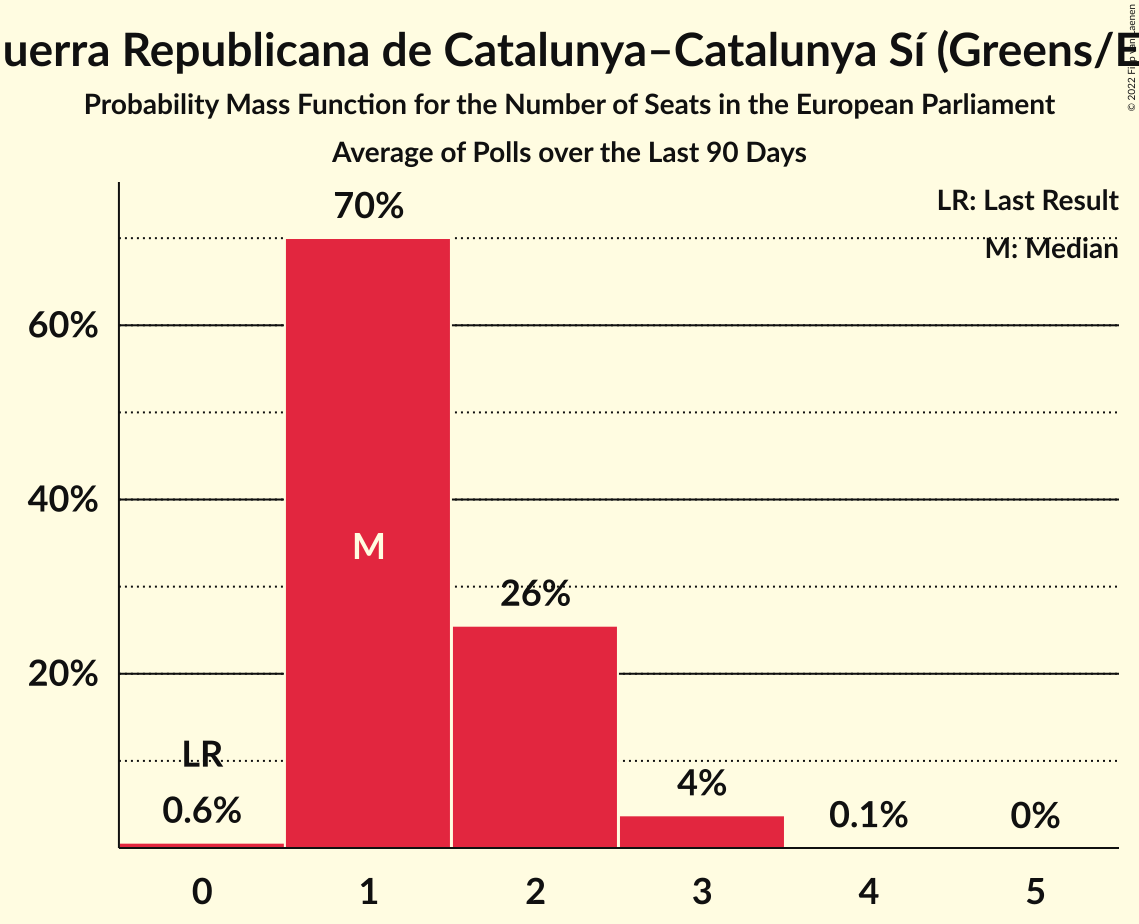 uerra Republicana de Catalunya–Catalunya Sí (Greens/E
Probability Mass Function for the Number of Seats in the European Parliament
Average of Polls over the Last 90 Days
LR: Last Result
M: Median
70%
60%
40%
M
26%
20%
LR
0.6%
4%
0.1%
0%
0 1 2 3 4 5
© 2022 Filip van Laenen